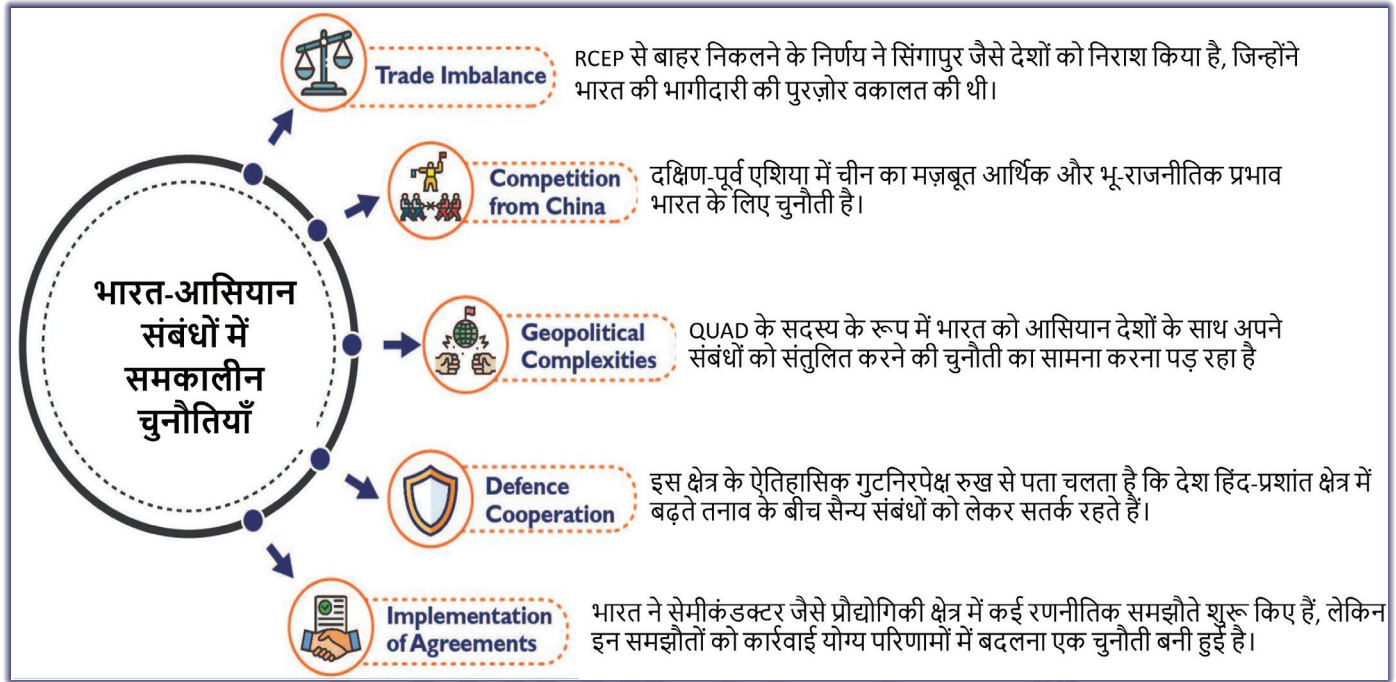 Trade Imbalance
RCEP से बाहर निकलने के निर्णय ने सिंगापुर जैसे देशों को निराश किया है, जिन्होंने
भारत की भागीदारी की पुरज़ोर वकालत की थी।
Competition
from China
दक्षिण-पूर्व एशिया में चीन का मज़बूत आर्थिक और भू-राजनीतिक प्रभाव
भारत के लिए चुनौती है।
भारत-आसियान
संबंधों में
समकालीन
चुनौतियाँ
Geopolitical
Complexities
QUAD के सदस्य के रूप में भारत को आसियान देशों के साथ अपने
संबंधों को संतुलित करने की चुनौती का सामना करना पड़ रहा है
Defence
Cooperation
इस क्षेत्र के ऐतिहासिक गुटनिरपेक्ष रुख से पता चलता है कि देश हिंद-प्रशांत क्षेत्र में
बढ़ते तनाव के बीच सैन्य संबंधों को लेकर सतर्क रहते हैं।
Implementation
of Agreements
भारत ने सेमीकंडक्टर जैसे प्रौद्योगिकी क्षेत्र में कई रणनीतिक समझौते शुरू किए हैं, लेकिन
इन समझौतों को कार्रवाई योग्य परिणामों में बदलना एक चुनौती बनी हुई है।